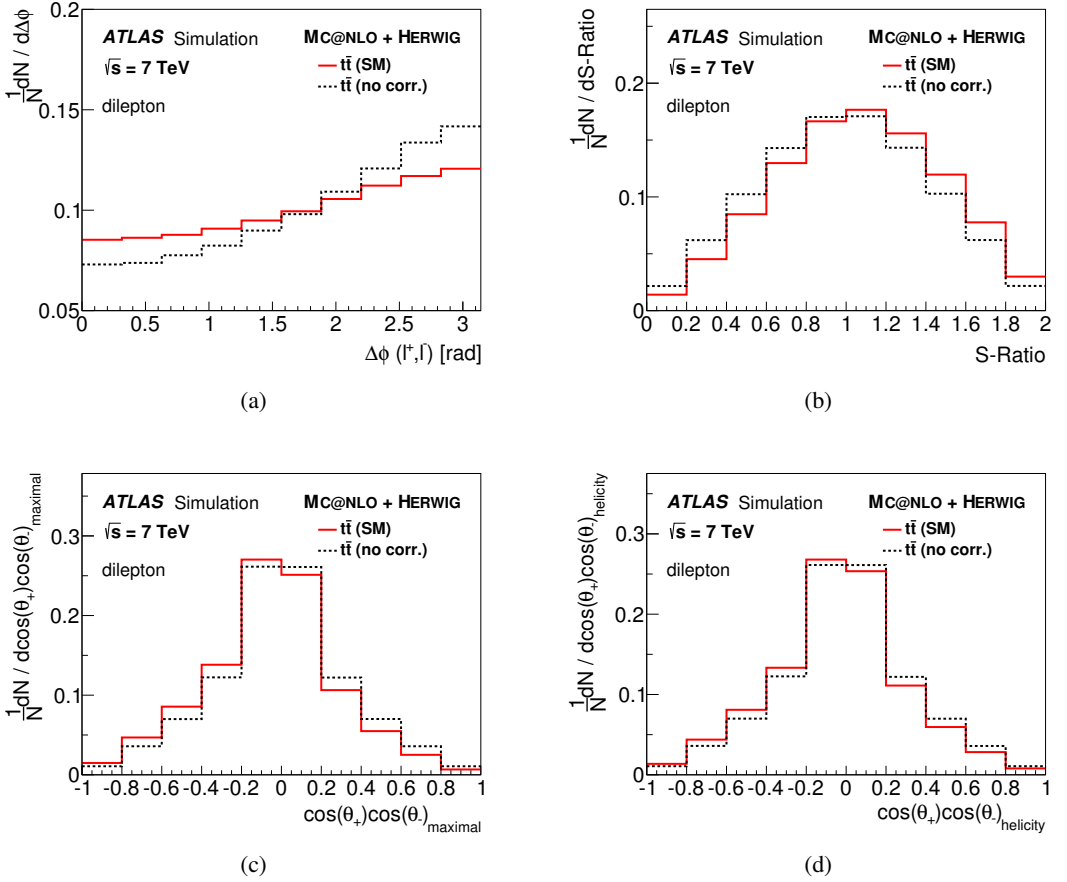 1/N dN / dΔφ
0.2
0.15
0.1
0.05
ATLAS Simulation
MC@NLO + HERWIG
√s = 7 TeV
tt̄ (SM)
tt̄ (no corr.)
dilepton
0 0.5 1 1.5 2 2.5 3
Δφ (l⁺,l⁻) [rad]
(a)
1/N dN / dS-Ratio
0.2
0.1
0
ATLAS Simulation
MC@NLO + HERWIG
√s = 7 TeV
tt̄ (SM)
tt̄ (no corr.)
dilepton
0 0.2 0.4 0.6 0.8 1 1.2 1.4 1.6 1.8 2
S-Ratio
(b)
1/N dN / dcos(θ₊)cos(θ₋)maximal
0.3
0.2
0.1
0
ATLAS Simulation
MC@NLO + HERWIG
√s = 7 TeV
tt̄ (SM)
tt̄ (no corr.)
dilepton
-1 -0.8 -0.6 -0.4 -0.2 0 0.2 0.4 0.6 0.8 1
cos(θ₊)cos(θ₋)maximal
(c)
1/N dN / dcos(θ₊)cos(θ₋)helicity
0.3
0.2
0.1
0
ATLAS Simulation
MC@NLO + HERWIG
√s = 7 TeV
tt̄ (SM)
tt̄ (no corr.)
dilepton
-1 -0.8 -0.6 -0.4 -0.2 0 0.2 0.4 0.6 0.8 1
cos(θ₊)cos(θ₋)helicity
(d)